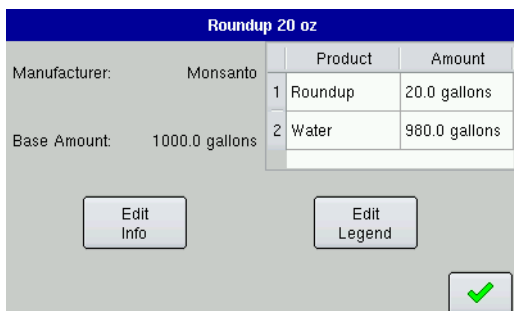 Roundup 20 oz
Manufacturer: Monsanto
Base Amount: 1000.0 gallons
Product Amount
1 Roundup 20.0 gallons
2 Water 980.0 gallons
Edit
Info
Edit
Legend